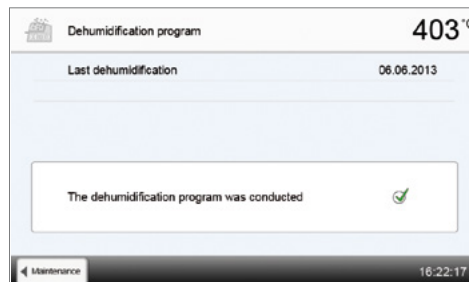 Dehumidification program 403 °C
Last dehumidification 06.06.2013
The dehumidification program was conducted
Maintenance 16:22:17